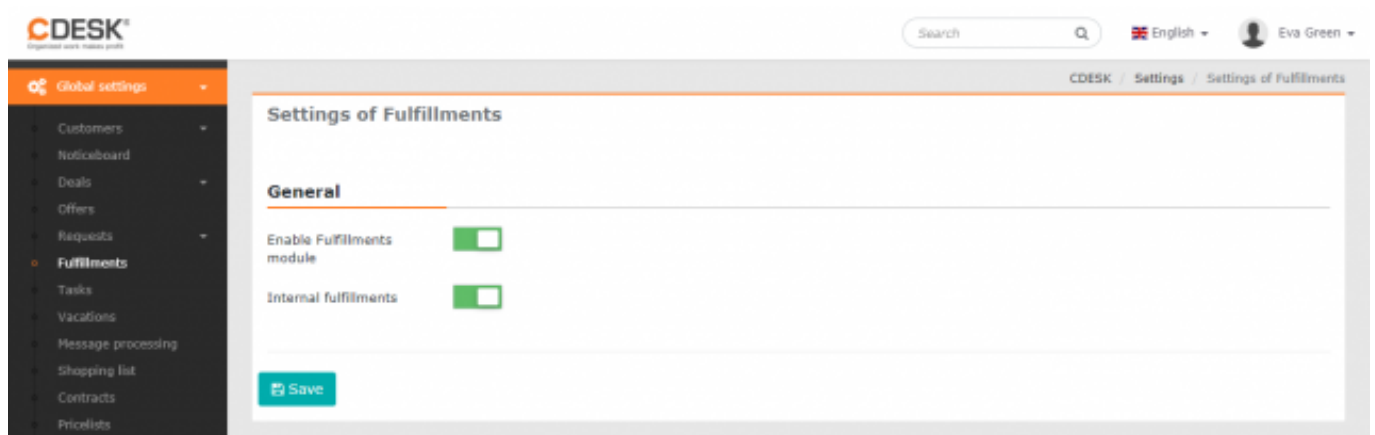 CDESK®
Organized work makes profit
Search
English
Eva Green
Global settings
CDESK / Settings / Settings of Fulfillments
Customers
Noticeboard
Deals
Offers
Requests
Fulfillments
Tasks
Vacations
Message processing
Shopping list
Contracts
Pricelists
Settings of Fulfillments
General
Enable Fulfillments
module
Internal fulfillments
Save